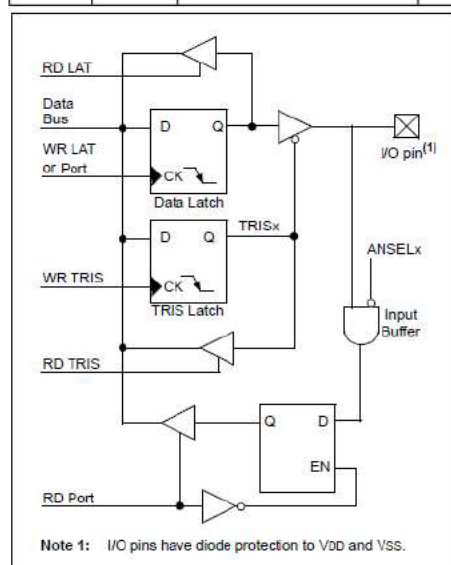 RD LAT
Data
Bus
D Q
I/O pin(1)
WR LAT
or Port
CK
Data Latch
D Q
TRISx
ANSELx
WR TRIS
CK
TRIS Latch
Input
Buffer
RD TRIS
Q D
EN
RD Port
Note 1: I/O pins have diode protection to VDD and VSS.